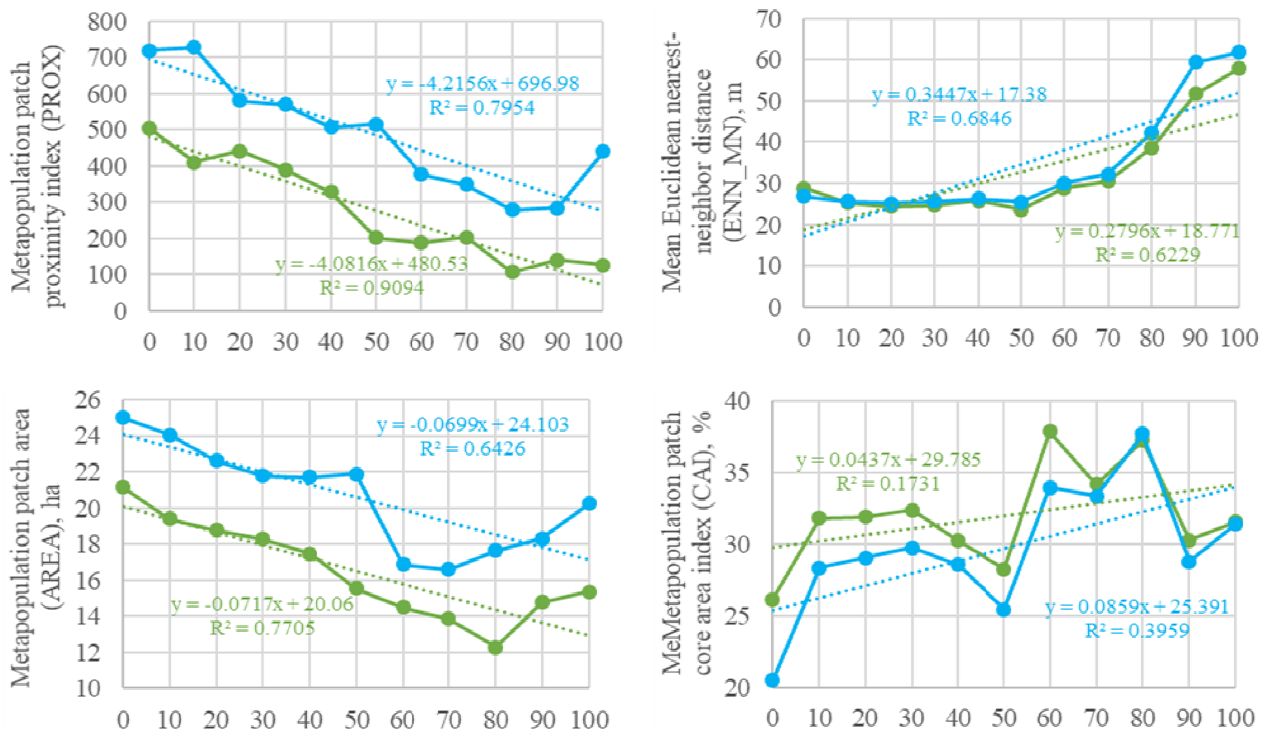 Metapopulation patch
proximity index (PROX)
800
700
600
500
400
300
200
100
0
y = -4.2156x + 696.98
R² = 0.7954
y = -4.0816x + 480.53
R² = 0.9094
0 10 20 30 40 50 60 70 80 90 100
Mean Euclidean nearest-
neighbor distance
(ENN_MN), m
70
60
50
40
30
20
10
0
y = 0.3447x + 17.38
R² = 0.6846
y = 0.2796x + 18.771
R² = 0.6229
0 10 20 30 40 50 60 70 80 90 100
Metapopulation patch area
(AREA), ha
26
24
22
20
18
16
14
12
10
y = -0.0699x + 24.103
R² = 0.6426
y = -0.0717x + 20.06
R² = 0.7705
0 10 20 30 40 50 60 70 80 90 100
MeMetapopulation patch
core area index (CAI), %
40
35
30
25
20
y = 0.0437x + 29.785
R² = 0.1731
y = 0.0859x + 25.391
R² = 0.3959
0 10 20 30 40 50 60 70 80 90 100